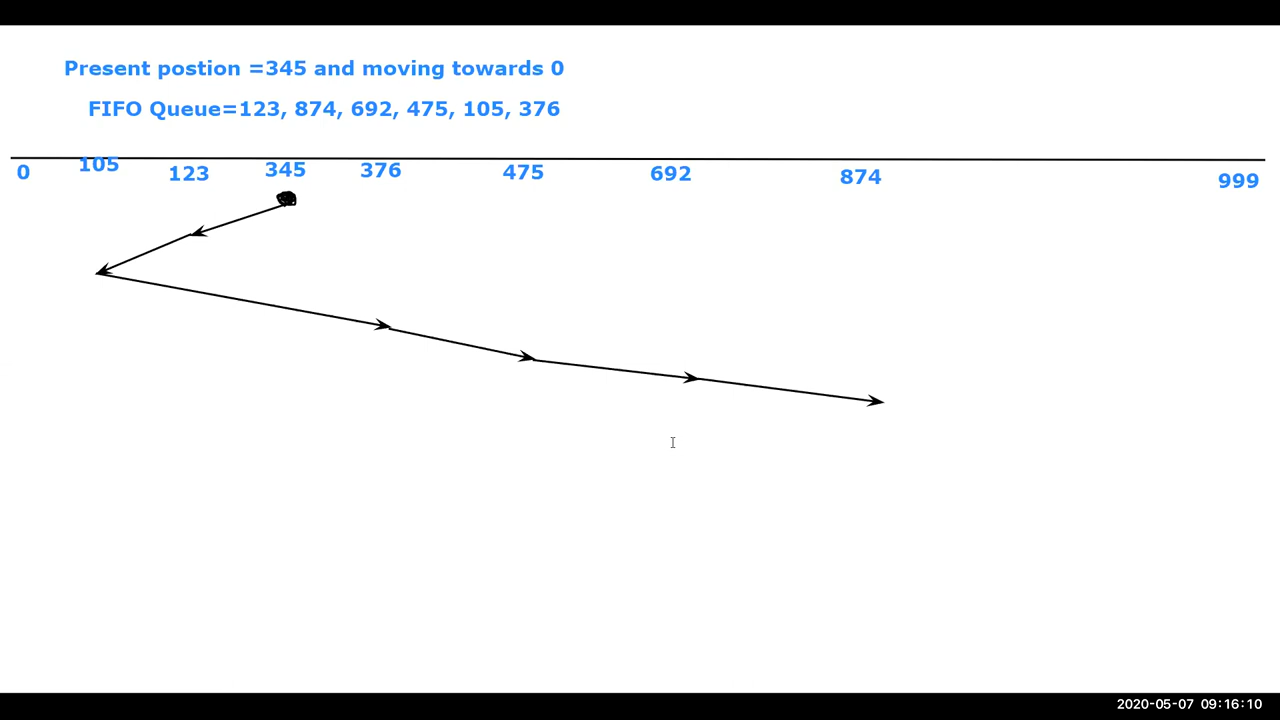 Present postion =345 and moving towards 0
FIFO Queue=123, 874, 692, 475, 105, 376
0 105 123 345 376 475 692 874 999
2020-05-07 09:16:10